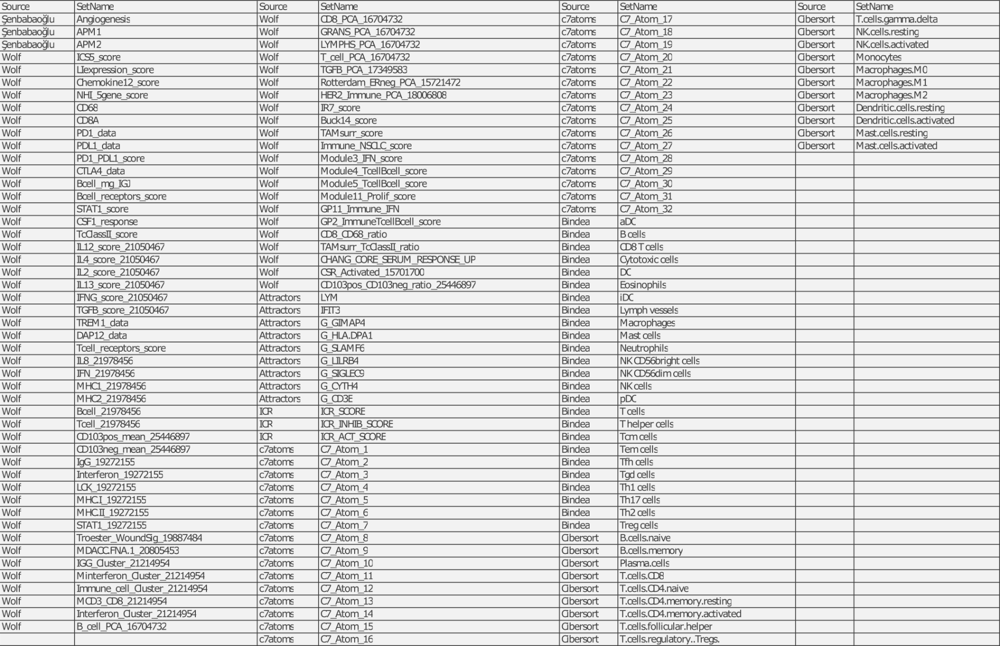 Source SetName Source SetName Source SetName Source SetName
Şenbabaoğlu Angiogenesis Wolf CD8_PCA_16704732 c7atoms C7_Atom_17 Cibersort T.cells.gamma.delta
Şenbabaoğlu APM1 Wolf GRANS_PCA_16704732 c7atoms C7_Atom_18 Cibersort NK.cells.resting
Şenbabaoğlu APM2 Wolf LYMPHS_PCA_16704732 c7atoms C7_Atom_19 Cibersort NK.cells.activated
Wolf ICS5_score Wolf T_cell_PCA_16704732 c7atoms C7_Atom_20 Cibersort Monocytes
Wolf LIexpression_score Wolf TGFB_PCA_17349583 c7atoms C7_Atom_21 Cibersort Macrophages.M0
Wolf Chemokine12_score Wolf Rotterdam_ERneg_PCA_15721472 c7atoms C7_Atom_22 Cibersort Macrophages.M1
Wolf NHI_5gene_score Wolf HER2_Immune_PCA_18006808 c7atoms C7_Atom_23 Cibersort Macrophages.M2
Wolf CD68 Wolf IR7_score c7atoms C7_Atom_24 Cibersort Dendritic.cells.resting
Wolf CD8A Wolf Buck14_score c7atoms C7_Atom_25 Cibersort Dendritic.cells.activated
Wolf PD1_data Wolf TAMsurr_score c7atoms C7_Atom_26 Cibersort Mast.cells.resting
Wolf PDL1_data Wolf Immune_NSCLC_score c7atoms C7_Atom_27 Cibersort Mast.cells.activated
Wolf PD1_PDL1_score Wolf Module3_IFN_score c7atoms C7_Atom_28
Wolf CTLA4_data Wolf Module4_TcellBcell_score c7atoms C7_Atom_29
Wolf Bcell_mg_IGJ Wolf Module5_TcellBcell_score c7atoms C7_Atom_30
Wolf Bcell_receptors_score Wolf Module11_Prolif_score c7atoms C7_Atom_31
Wolf STAT1_score Wolf GP11_Immune_IFN c7atoms C7_Atom_32
Wolf CSF1_response Wolf GP2_ImmuneTcellBcell_score Bindea aDC
Wolf TcClassII_score Wolf CD8_CD68_ratio Bindea B cells
Wolf IL12_score_21050467 Wolf TAMsurr_TcClassII_ratio Bindea CD8 T cells
Wolf IL4_score_21050467 Wolf CHANG_CORE_SERUM_RESPONSE_UP Bindea Cytotoxic cells
Wolf IL2_score_21050467 Wolf CSR_Activated_15701700 Bindea DC
Wolf IL13_score_21050467 Wolf CD103pos_CD103neg_ratio_25446897 Bindea Eosinophils
Wolf IFNG_score_21050467 Attractors LYM Bindea iDC
Wolf TGFB_score_21050467 Attractors IFIT3 Bindea Lymph vessels
Wolf TREM1_data Attractors G_GIMAP4 Bindea Macrophages
Wolf DAP12_data Attractors G_HLA.DPA1 Bindea Mast cells
Wolf Tcell_receptors_score Attractors G_SLAMF6 Bindea Neutrophils
Wolf IL8_21978456 Attractors G_LILRB4 Bindea NK CD56bright cells
Wolf IFN_21978456 Attractors G_SIGLEC9 Bindea NK CD56dim cells
Wolf MHC1_21978456 Attractors G_CYTH4 Bindea NK cells
Wolf MHC2_21978456 Attractors G_CD3E Bindea pDC
Wolf Bcell_21978456 ICR ICR_SCORE Bindea T cells
Wolf Tcell_21978456 ICR ICR_INHIB_SCORE Bindea T helper cells
Wolf CD103pos_mean_25446897 ICR ICR_ACT_SCORE Bindea Tcm cells
Wolf CD103neg_mean_25446897 c7atoms C7_Atom_1 Bindea Tem cells
Wolf IgG_19272155 c7atoms C7_Atom_2 Bindea Tfh cells
Wolf Interferon_19272155 c7atoms C7_Atom_3 Bindea Tgd cells
Wolf LCK_19272155 c7atoms C7_Atom_4 Bindea Th1 cells
Wolf MHC.I_19272155 c7atoms C7_Atom_5 Bindea Th17 cells
Wolf MHC.II_19272155 c7atoms C7_Atom_6 Bindea Th2 cells
Wolf STAT1_19272155 c7atoms C7_Atom_7 Bindea Treg cells
Wolf Troester_WoundSig_19887484 c7atoms C7_Atom_8 Cibersort B.cells.naive
Wolf MDACC.FNA.1_20805453 c7atoms C7_Atom_9 Cibersort B.cells.memory
Wolf IGG_Cluster_21214954 c7atoms C7_Atom_10 Cibersort Plasma.cells
Wolf Minterferon_Cluster_21214954 c7atoms C7_Atom_11 Cibersort T.cells.CD8
Wolf Immune_cell_Cluster_21214954 c7atoms C7_Atom_12 Cibersort T.cells.CD4.naive
Wolf MCD3_CD8_21214954 c7atoms C7_Atom_13 Cibersort T.cells.CD4.memory.resting
Wolf Interferon_Cluster_21214954 c7atoms C7_Atom_14 Cibersort T.cells.CD4.memory.activated
Wolf B_cell_PCA_16704732 c7atoms C7_Atom_15 Cibersort T.cells.follicular.helper
c7atoms C7_Atom_16 Cibersort T.cells.regulatory..Tregs.